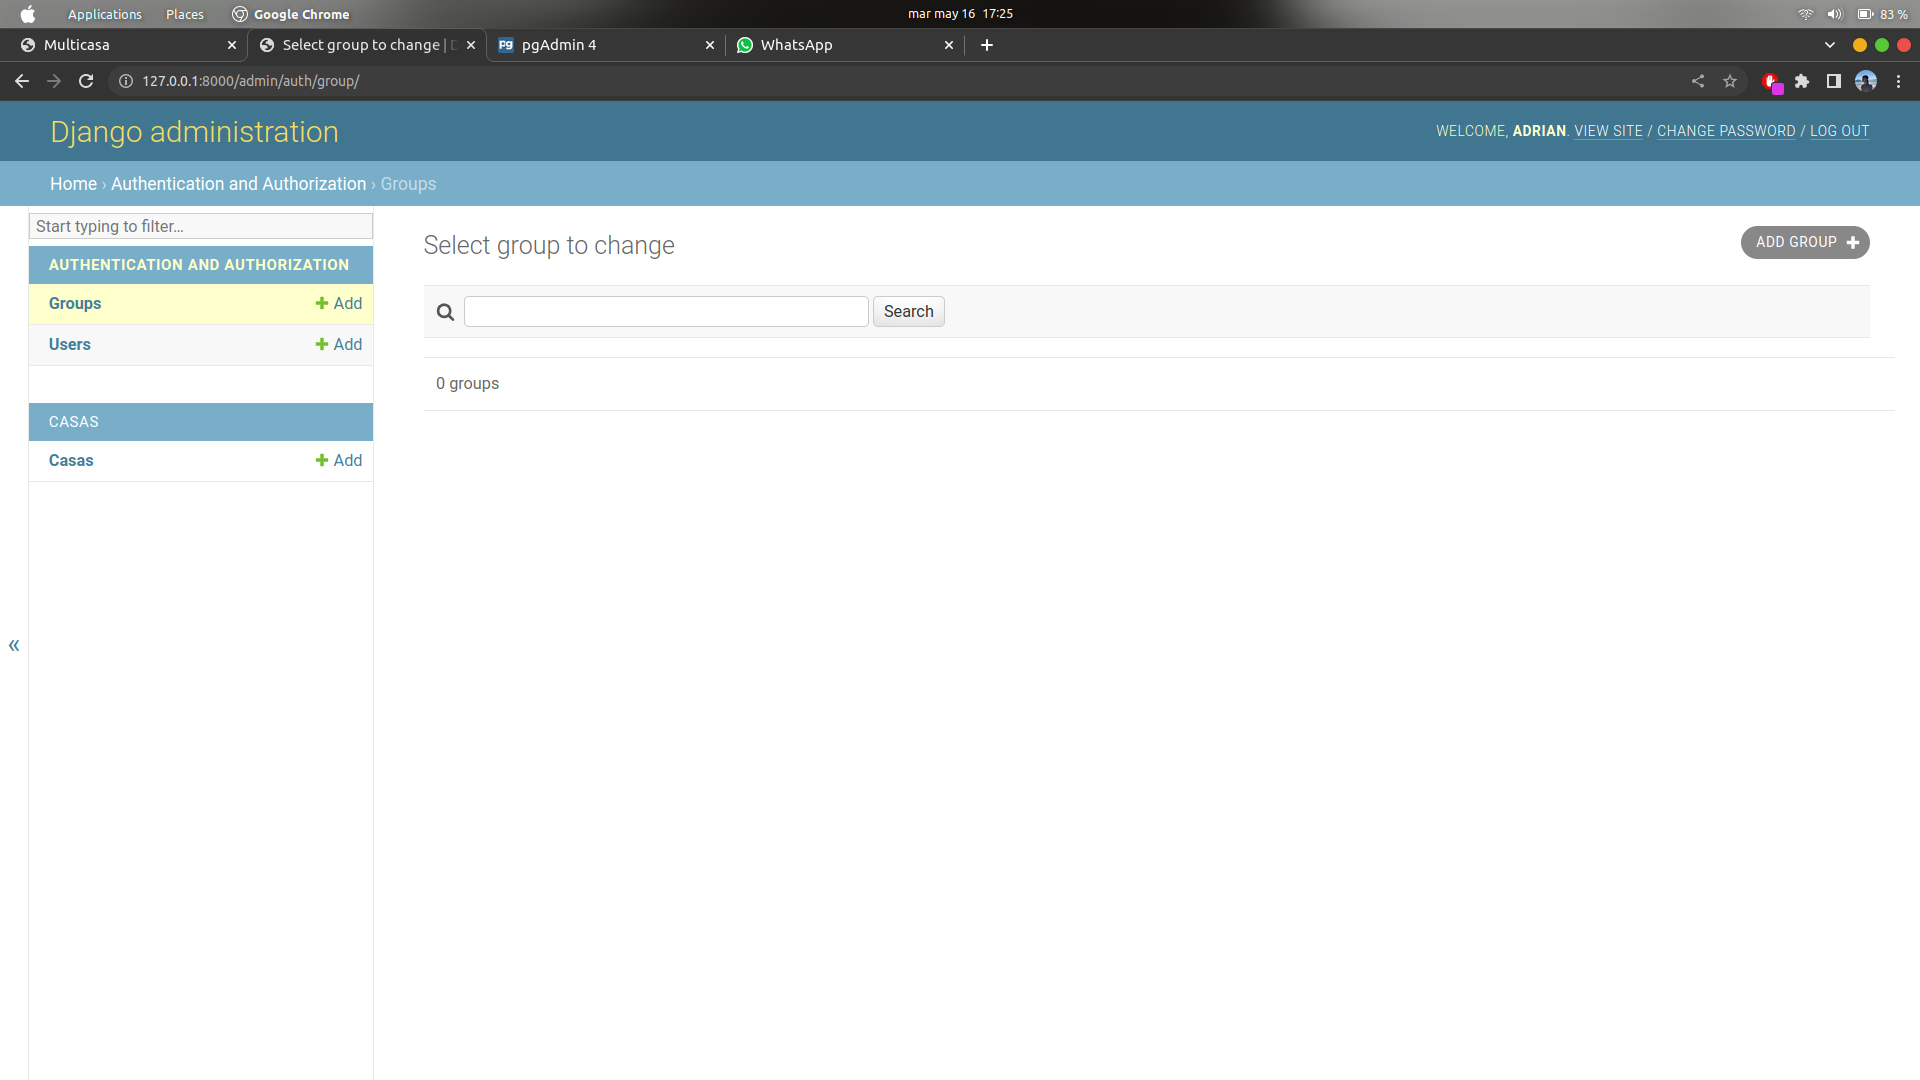 Applications Places Google Chrome mar may 16 17:25 83 %
Multicasa Select group to change | D pgAdmin 4 WhatsApp
127.0.0.1:8000/admin/auth/group/
Django administration
WELCOME, ADRIAN. VIEW SITE / CHANGE PASSWORD / LOG OUT
Home › Authentication and Authorization › Groups
Start typing to filter...
AUTHENTICATION AND AUTHORIZATION
Groups Add
Users Add
CASAS
Casas Add
«
Select group to change
ADD GROUP
Search
0 groups